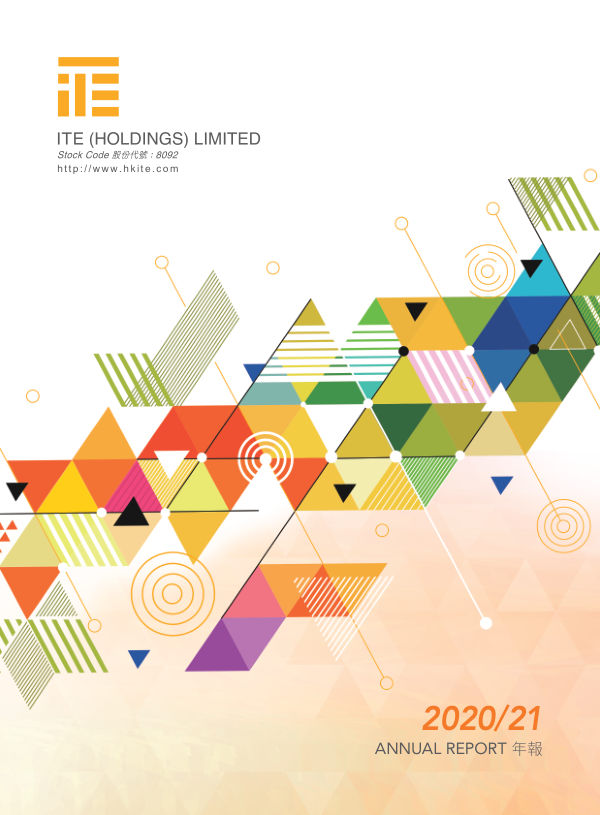 iTE
ITE (HOLDINGS) LIMITED
Stock Code 股份代號：8092
http://www.hkite.com
2020/21
ANNUAL REPORT 年報